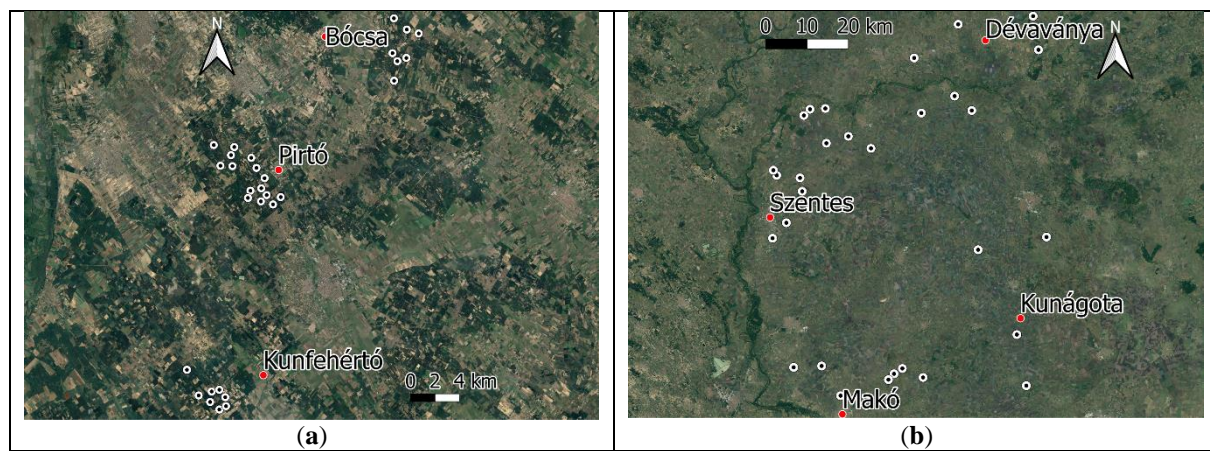 N
Bócsa
Pirtó
Kunfehértó
0 2 4 km
(a)
0 10 20 km
Dévaványa
N
Szentes
Kunágota
Makó
(b)